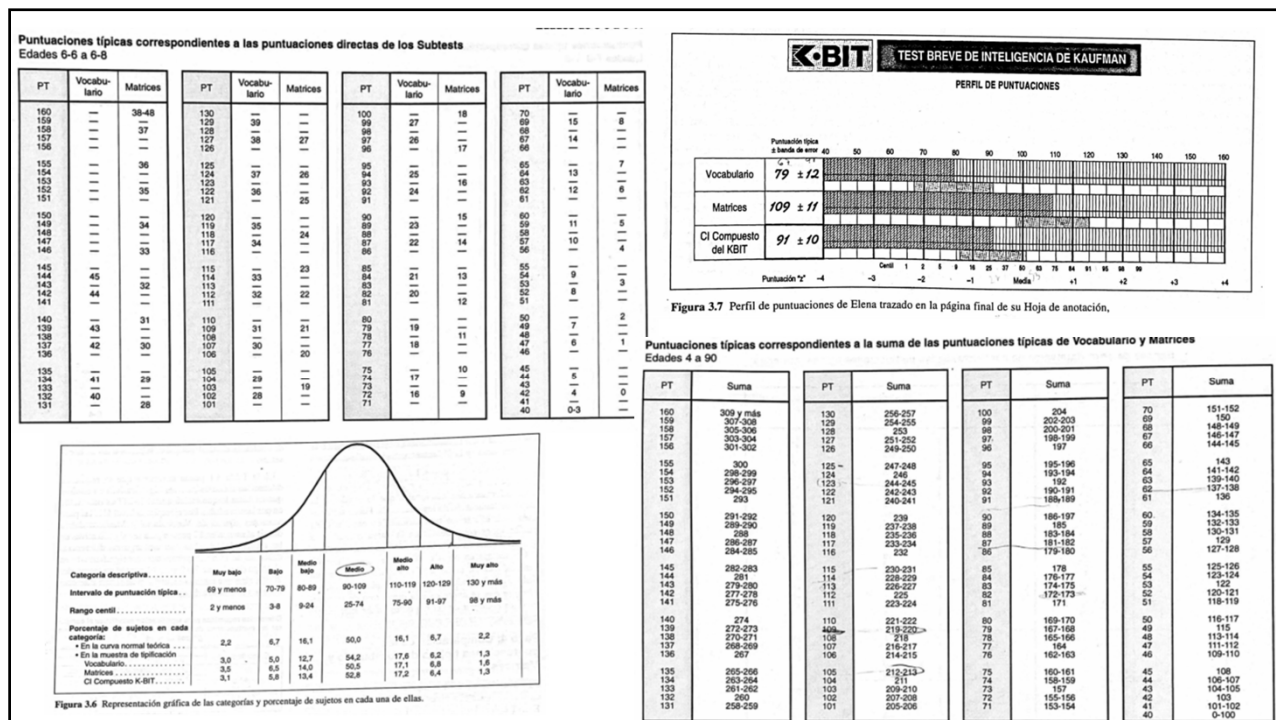 Puntuaciones típicas correspondientes a las puntuaciones directas de los Subtests
Edades 6-6 a 6-8
PT Vocabu-lario Matrices PT Vocabu-lario Matrices PT Vocabu-lario Matrices PT Vocabu-lario Matrices
160 — 38-48 130 — — 100 — 18 70 — —
159 — — 129 39 — 99 27 — 69 15 8
158 — 37 128 — — 98 — — 68 — —
157 — — 127 38 27 97 26 — 67 14 —
156 — — 126 — — 96 — 17 66 — —
155 — 36 125 — — 95 — — 65 — 7
154 — — 124 37 26 94 25 — 64 13 —
153 — — 123 — — 93 — 16 63 — —
152 — 35 122 36 — 92 24 — 62 12 6
151 — — 121 — 25 91 — — 61 — —
150 — — 120 — — 90 — 15 60 — —
149 — 34 119 35 — 89 23 — 59 11 5
148 — — 118 — 24 88 — — 58 — —
147 — — 117 34 — 87 22 14 57 10 —
146 — 33 116 — — 86 — — 56 — 4
145 — — 115 — 23 85 — — 55 — —
144 45 — 114 33 — 84 21 13 54 9 —
143 — 32 113 — — 83 — — 53 — 3
142 44 — 112 32 22 82 20 — 52 8 —
141 — — 111 — — 81 — 12 51 — —
140 — 31 110 — — 80 — — 50 — 2
139 43 — 109 31 21 79 19 — 49 7 —
138 — — 108 — — 78 — 11 48 — —
137 42 30 107 30 — 77 18 — 47 6 1
136 — — 106 — 20 76 — — 46 — —
135 — — 105 — — 75 — 10 45 — —
134 41 29 104 29 — 74 17 — 44 5 —
133 — — 103 — 19 73 — — 43 — —
132 40 — 102 28 — 72 16 9 42 4 0
131 — 28 101 — — 71 — — 41 — —
40 0-3 —
K·BIT TEST BREVE DE INTELIGENCIA DE KAUFMAN
PERFIL DE PUNTUACIONES
Puntuación típica
± banda de error 40 50 60 70 80 90 100 110 120 130 140 150 160
Vocabulario 79 ±12
Matrices 109 ±11
CI Compuesto
del KBIT 91 ±10
Centil 1 2 5 9 16 25 37 50 63 75 84 91 95 98 99
Puntuación "z" −4 −3 −2 −1 Media +1 +2 +3 +4
Figura 3.7 Perfil de puntuaciones de Elena trazado en la página final de su Hoja de anotación,
Categoría descriptiva......... Muy bajo Bajo Medio bajo Medio Medio alto Alto Muy alto
Intervalo de puntuación típica.. 69 y menos 70-79 80-89 90-109 110-119 120-129 130 y más
Rango centil................ 2 y menos 3-8 9-24 25-74 75-90 91-97 98 y más
Porcentaje de sujetos en cada
categoría:
• En la curva normal teórica ... 2,2 6,7 16,1 50,0 16,1 6,7 2,2
• En la muestra de tipificación
Vocabulario............ 3,0 5,0 12,7 54,2 17,6 6,2 1,3
Matrices............... 3,5 6,5 14,0 50,5 17,1 6,8 1,6
CI Compuesto K-BIT....... 3,1 5,6 13,4 52,8 17,2 6,4 1,3
Figura 3.6 Representación gráfica de las categorías y porcentaje de sujetos en cada una de ellas.
Puntuaciones típicas correspondientes a la suma de las puntuaciones típicas de Vocabulario y Matrices
Edades 4 a 90
PT Suma PT Suma PT Suma PT Suma
160 309 y más 130 256-257 100 204 70 151-152
159 307-308 129 254-255 99 202-203 69 150
158 305-306 128 253 98 200-201 68 148-149
157 303-304 127 251-252 97 198-199 67 146-147
156 301-302 126 249-250 96 197 66 144-145
155 300 125 247-248 95 195-196 65 143
154 298-299 124 246 94 193-194 64 141-142
153 296-297 123 244-245 93 192 63 139-140
152 294-295 122 242-243 92 190-191 62 137-138
151 293 121 240-241 91 188-189 61 136
150 291-292 120 239 90 186-197 60 134-135
149 289-290 119 237-238 89 185 59 132-133
148 288 118 235-236 88 183-184 58 130-131
147 286-287 117 233-234 87 181-182 57 129
146 284-285 116 232 86 179-180 56 127-128
145 282-283 115 230-231 85 178 55 125-126
144 281 114 228-229 84 176-177 54 123-124
143 279-280 113 226-227 83 174-175 53 122
142 277-278 112 225 82 172-173 52 120-121
141 275-276 111 223-224 81 171 51 118-119
140 274 110 221-222 80 169-170 50 116-117
139 272-273 109 219-220 79 167-168 49 115
138 270-271 108 218 78 165-166 48 113-114
137 268-269 107 216-217 77 164 47 111-112
136 267 106 214-215 76 162-163 46 109-110
135 265-266 105 212-213 75 160-161 45 108
134 263-264 104 211 74 158-159 44 106-107
133 261-262 103 209-210 73 157 43 104-105
132 260 102 207-208 72 155-156 42 103
131 258-259 101 205-206 71 153-154 41 101-102
40 0-100